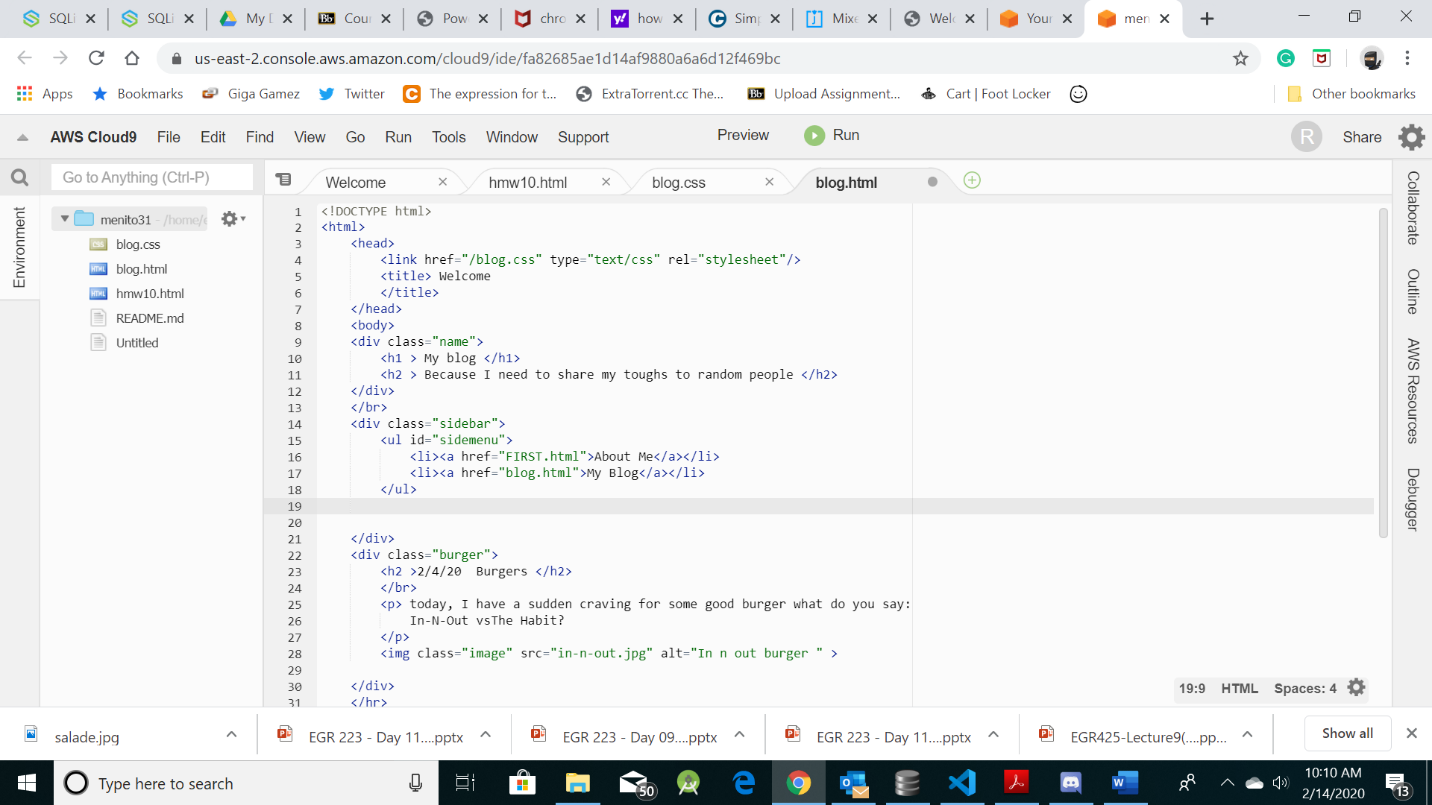 SQLi
SQLi
My D
Cour
Pow
chro
how
Simp
Mixe
Welc
Your
men
us-east-2.console.aws.amazon.com/cloud9/ide/fa82685ae1d14af9880a6a6d12f469bc
Apps
Bookmarks
Giga Gamez
Twitter
The expression for t...
ExtraTorrent.cc The...
Bb
Upload Assignment...
Cart | Foot Locker
Other bookmarks
AWS Cloud9 File Edit Find View Go Run Tools Window Support Preview Run R Share
Go to Anything (Ctrl-P)
Welcome
hmw10.html
blog.css
blog.html
Environment
menito31 - /home/
blog.css
blog.html
hmw10.html
README.md
Untitled
1 <!DOCTYPE html>
2 <html>
3 <head>
4 <link href="/blog.css" type="text/css" rel="stylesheet"/>
5 <title> Welcome
6 </title>
7 </head>
8 <body>
9 <div class="name">
10 <h1 > My blog </h1>
11 <h2 > Because I need to share my toughs to random people </h2>
12 </div>
13 </br>
14 <div class="sidebar">
15 <ul id="sidemenu">
16 <li><a href="FIRST.html">About Me</a></li>
17 <li><a href="blog.html">My Blog</a></li>
18 </ul>
19
20
21 </div>
22 <div class="burger">
23 <h2 >2/4/20  Burgers </h2>
24 </br>
25 <p> today, I have a sudden craving for some good burger what do you say:
26 In-N-Out vsThe Habit?
27 </p>
28 <img class="image" src="in-n-out.jpg" alt="In n out burger " >
29
30 </div>
31 </hr>
19:9 HTML Spaces: 4
Collaborate
Outline
AWS Resources
Debugger
salade.jpg
EGR 223 - Day 11....pptx
EGR 223 - Day 09....pptx
EGR 223 - Day 11....pptx
EGR425-Lecture9(....pp...
Show all
Type here to search
50
10:10 AM
2/14/2020
13